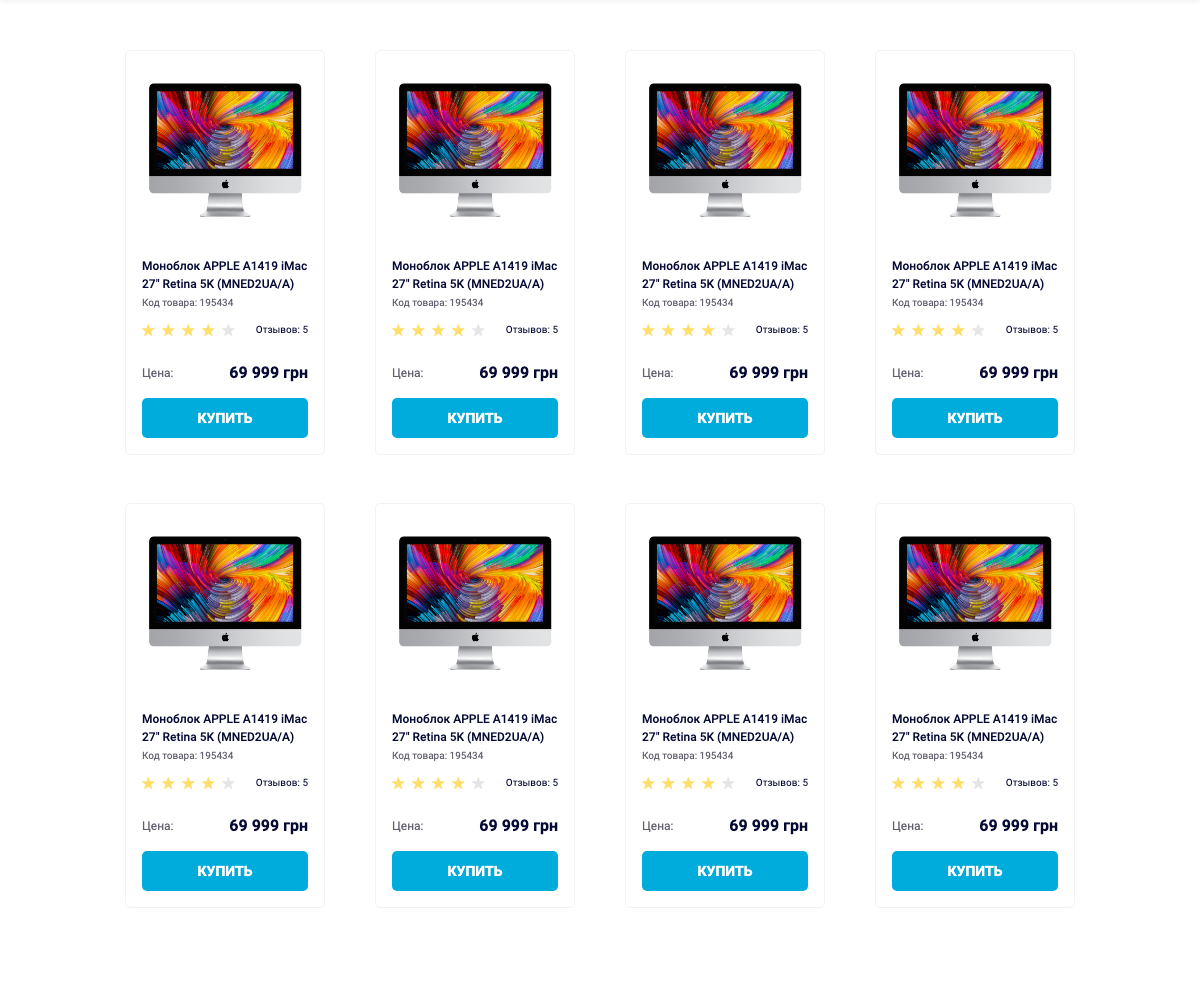 Моноблок APPLE A1419 iMac
27" Retina 5K (MNED2UA/A)
Код товара: 195434
Отзывов: 5
Цена: 69 999 грн
КУПИТЬ
Моноблок APPLE A1419 iMac
27" Retina 5K (MNED2UA/A)
Код товара: 195434
Отзывов: 5
Цена: 69 999 грн
КУПИТЬ
Моноблок APPLE A1419 iMac
27" Retina 5K (MNED2UA/A)
Код товара: 195434
Отзывов: 5
Цена: 69 999 грн
КУПИТЬ
Моноблок APPLE A1419 iMac
27" Retina 5K (MNED2UA/A)
Код товара: 195434
Отзывов: 5
Цена: 69 999 грн
КУПИТЬ
Моноблок APPLE A1419 iMac
27" Retina 5K (MNED2UA/A)
Код товара: 195434
Отзывов: 5
Цена: 69 999 грн
КУПИТЬ
Моноблок APPLE A1419 iMac
27" Retina 5K (MNED2UA/A)
Код товара: 195434
Отзывов: 5
Цена: 69 999 грн
КУПИТЬ
Моноблок APPLE A1419 iMac
27" Retina 5K (MNED2UA/A)
Код товара: 195434
Отзывов: 5
Цена: 69 999 грн
КУПИТЬ
Моноблок APPLE A1419 iMac
27" Retina 5K (MNED2UA/A)
Код товара: 195434
Отзывов: 5
Цена: 69 999 грн
КУПИТЬ